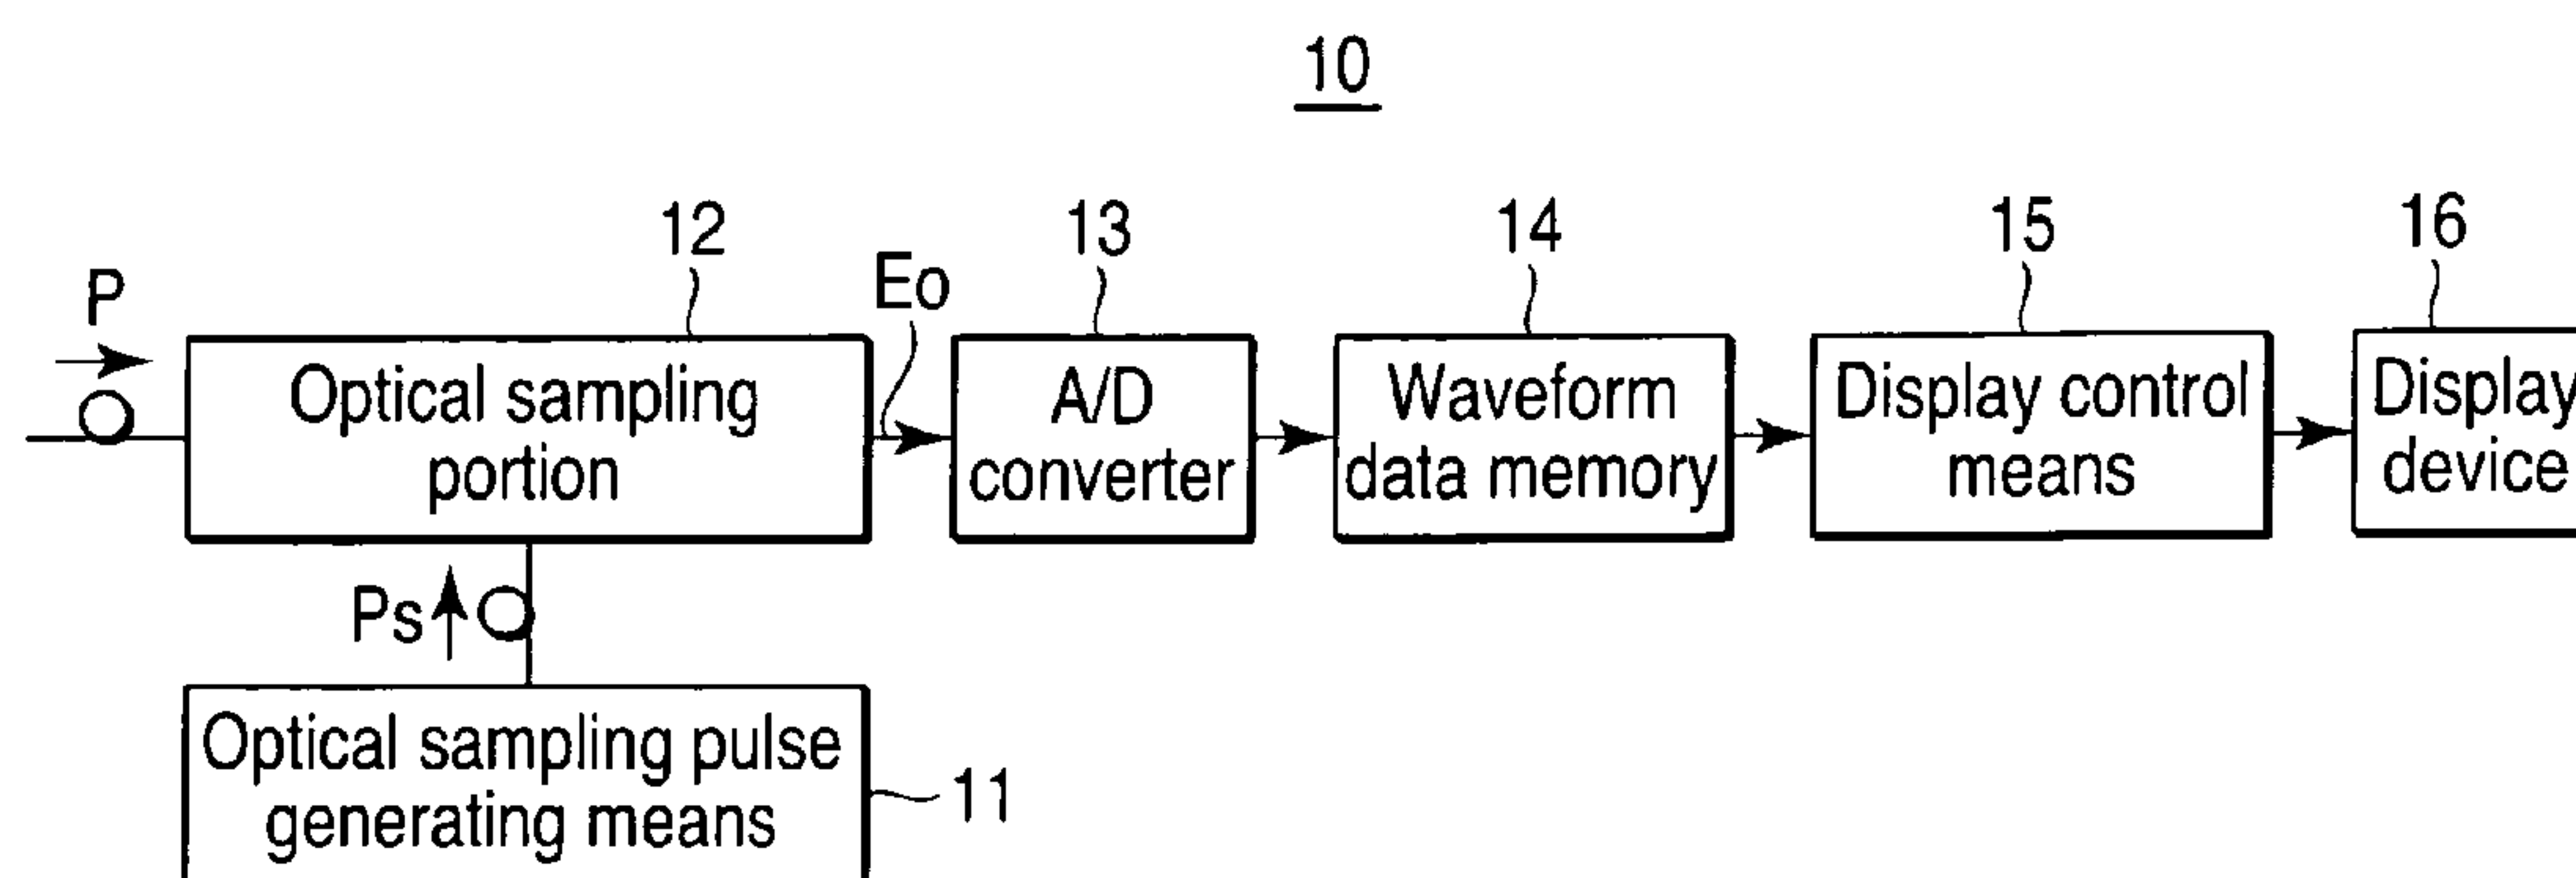 10
12
13
14
15
16
P
Eo
Optical sampling
portion
A/D
converter
Waveform
data memory
Display control
means
Display
device
Ps
Optical sampling pulse
generating means
11